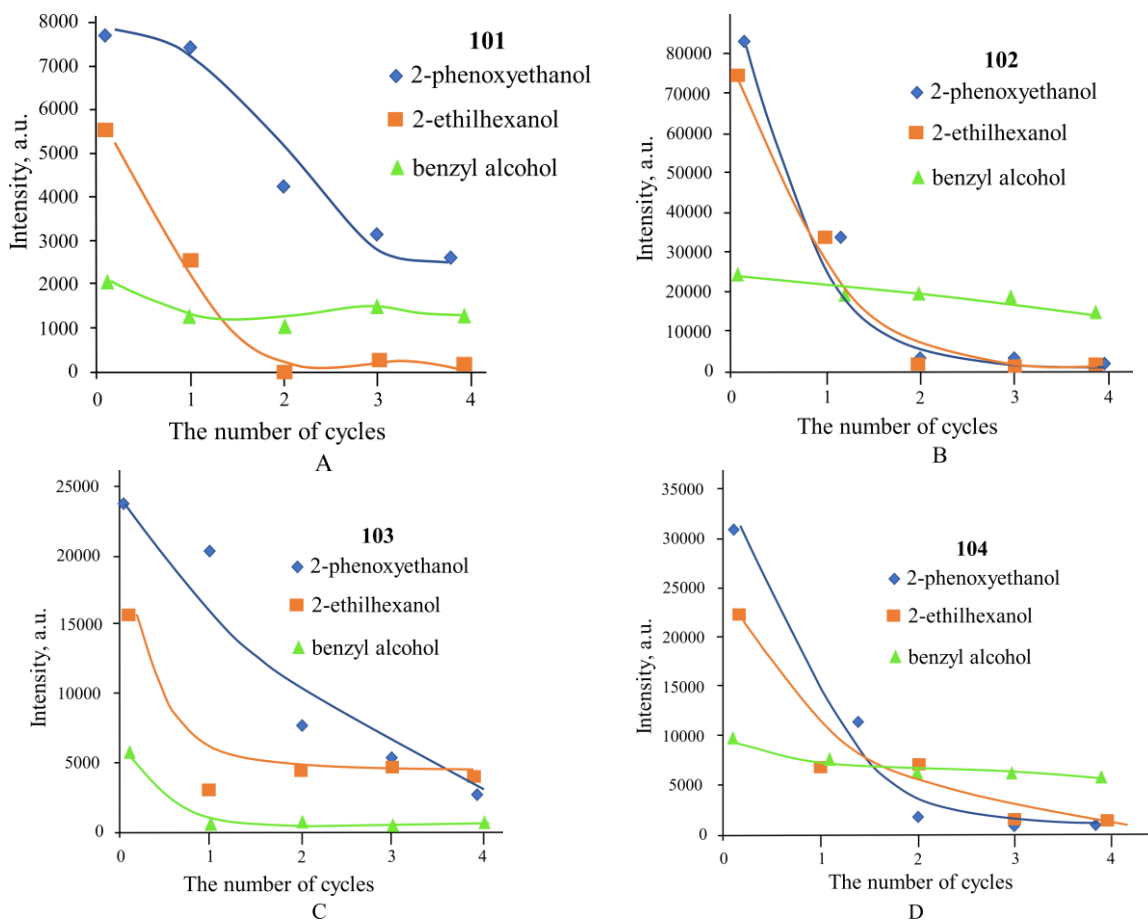 8000
7000
6000
5000
4000
3000
2000
1000
0
Intensity, a.u.
101
2-phenoxyethanol
2-ethilhexanol
benzyl alcohol
0 1 2 3 4
The number of cycles
A
80000
70000
60000
50000
40000
30000
20000
10000
0
Intensity, a.u.
102
2-phenoxyethanol
2-ethilhexanol
benzyl alcohol
0 1 2 3 4
The number of cycles
B
25000
20000
15000
10000
5000
0
Intensity, a.u.
103
2-phenoxyethanol
2-ethilhexanol
benzyl alcohol
0 1 2 3 4
The number of cycles
C
35000
30000
25000
20000
15000
10000
5000
0
Intensity, a.u.
104
2-phenoxyethanol
2-ethilhexanol
benzyl alcohol
0 1 2 3 4
The number of cycles
D